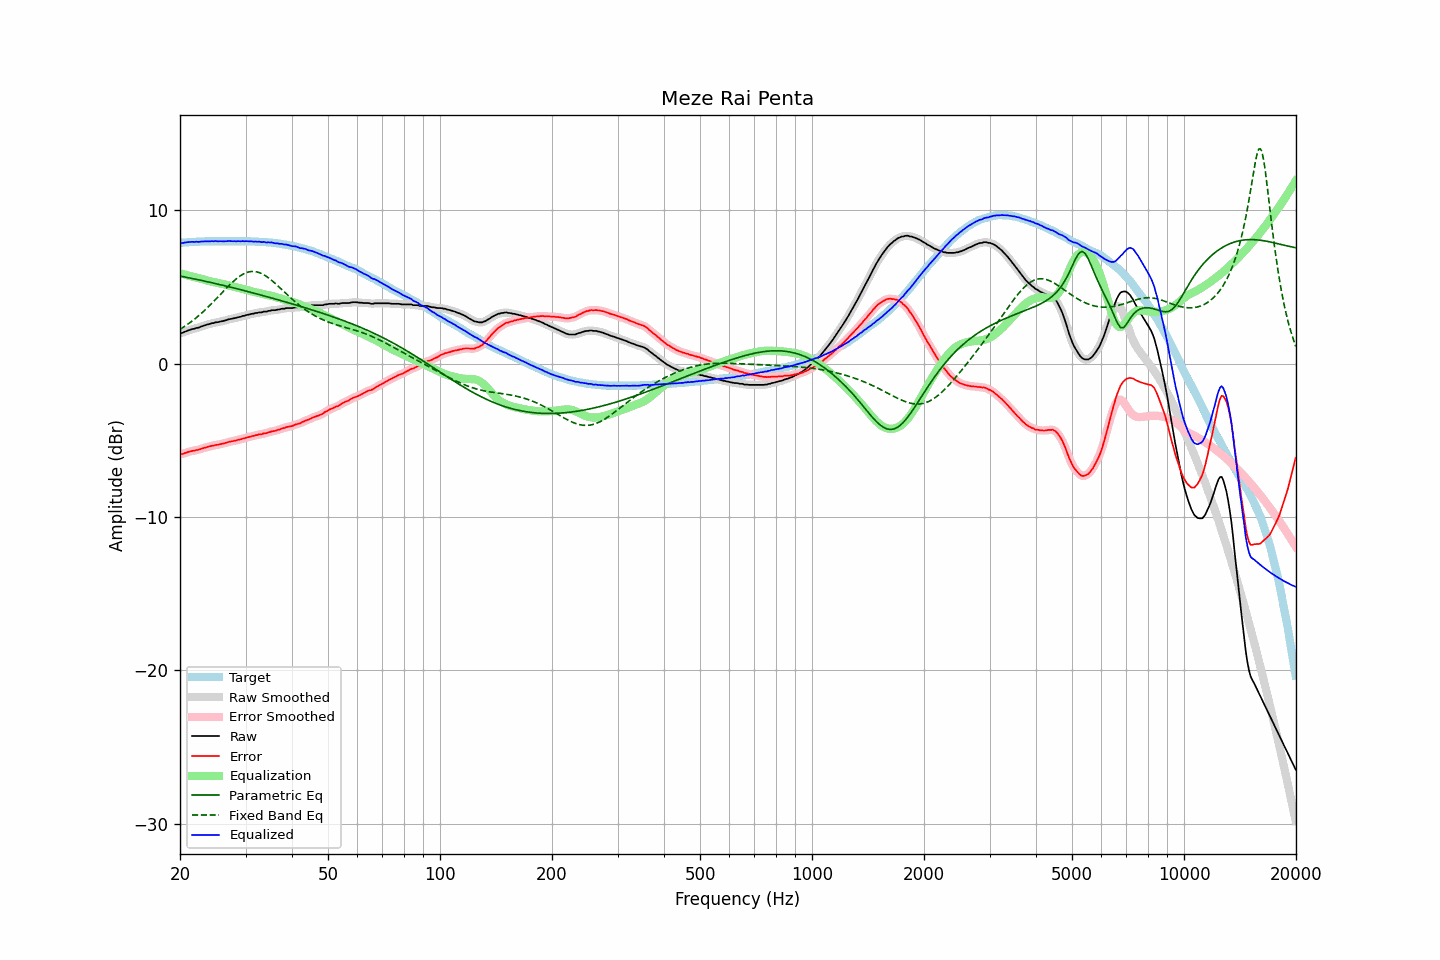 Meze Rai Penta
Amplitude (dBr)
10
0
−10
−20
−30
Target
Raw Smoothed
Error Smoothed
Raw
Error
Equalization
Parametric Eq
Fixed Band Eq
Equalized
20 50 100 200 500 1000 2000 5000 10000 20000
Frequency (Hz)